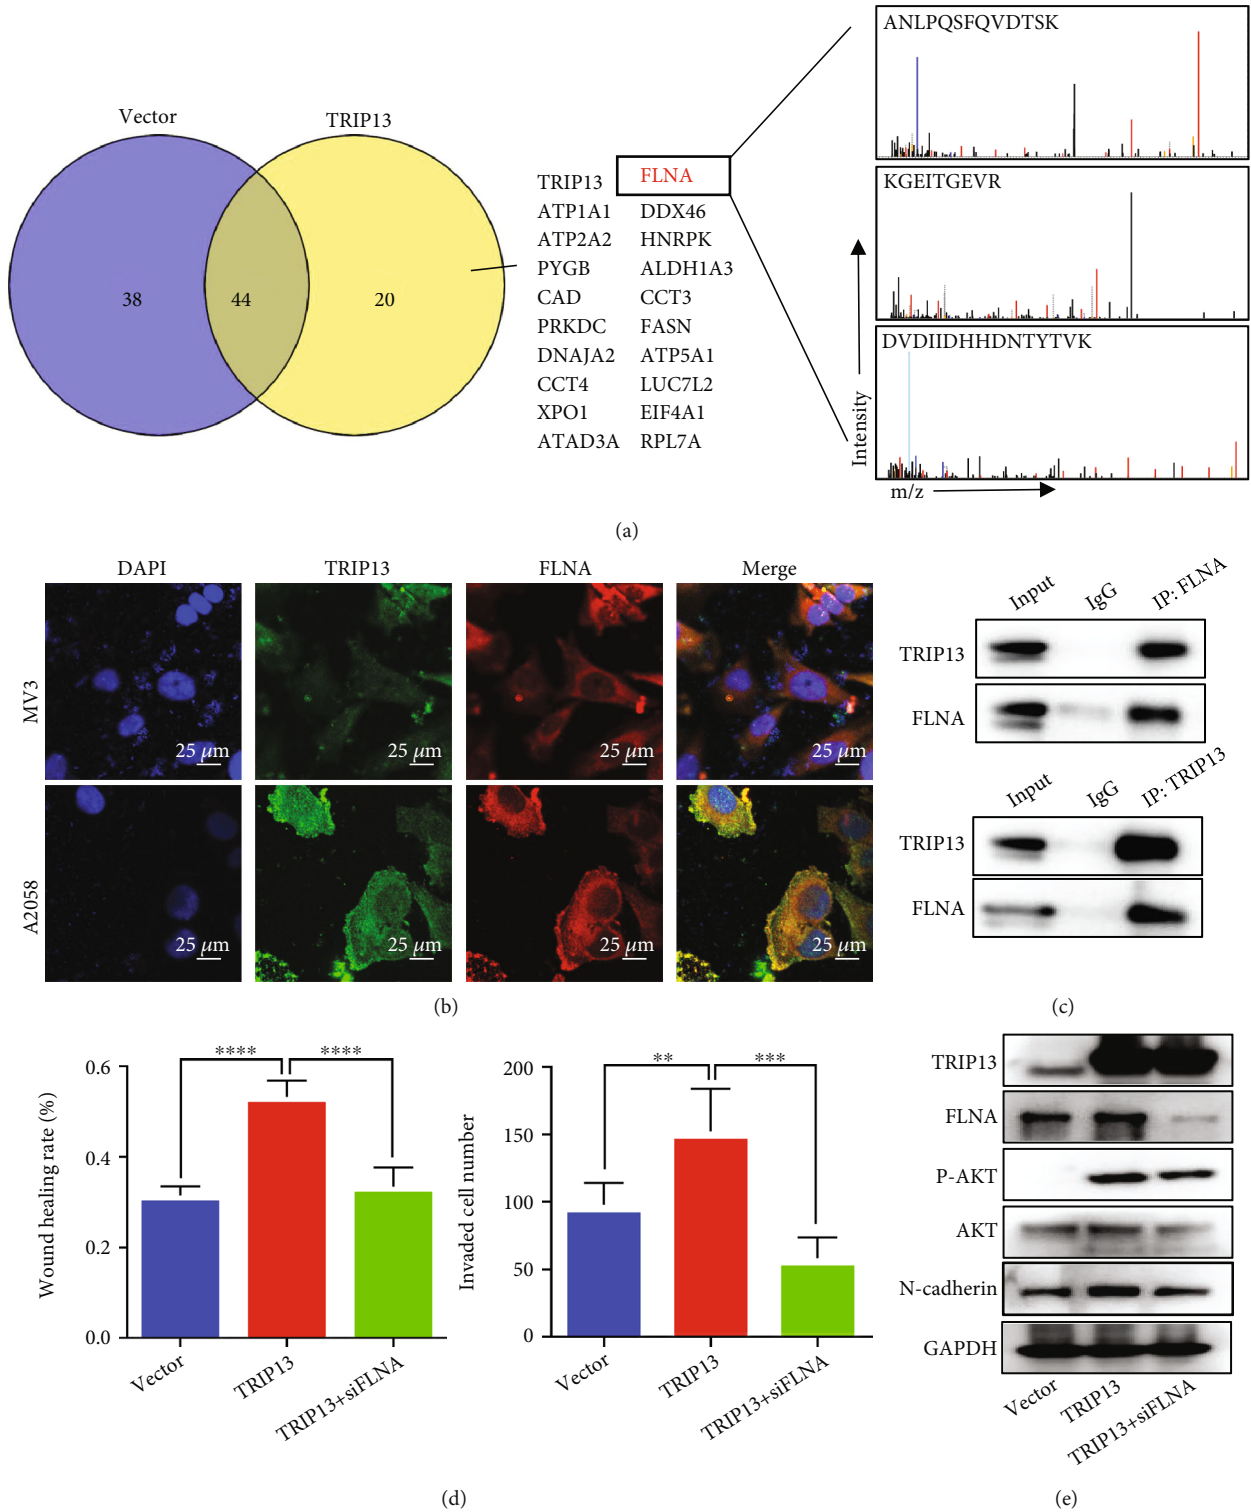 Vector
TRIP13
38
44
20
TRIP13 FLNA
ATP1A1 DDX46
ATP2A2 HNRPK
PYGB ALDH1A3
CAD CCT3
PRKDC FASN
DNAJA2 ATP5A1
CCT4 LUC7L2
XPO1 EIF4A1
ATAD3A RPL7A
ANLPQSFQVDTSK
KGEITGEVR
DVDIIDHHDNTYTVK
Intensity
m/z
(a)
DAPI TRIP13 FLNA Merge
MV3
25 μm 25 μm 25 μm 25 μm
A2058
25 μm 25 μm 25 μm 25 μm
(b)
Input IgG IP: FLNA
TRIP13
FLNA
Input IgG IP: TRIP13
TRIP13
FLNA
(c)
Wound healing rate (%)
0.6
0.4
0.2
0.0
**** ****
Vector TRIP13 TRIP13+siFLNA
Invaded cell number
200
150
100
50
0
** ***
Vector TRIP13 TRIP13+siFLNA
(d)
TRIP13
FLNA
P-AKT
AKT
N-cadherin
GAPDH
Vector TRIP13 TRIP13+siFLNA
(e)